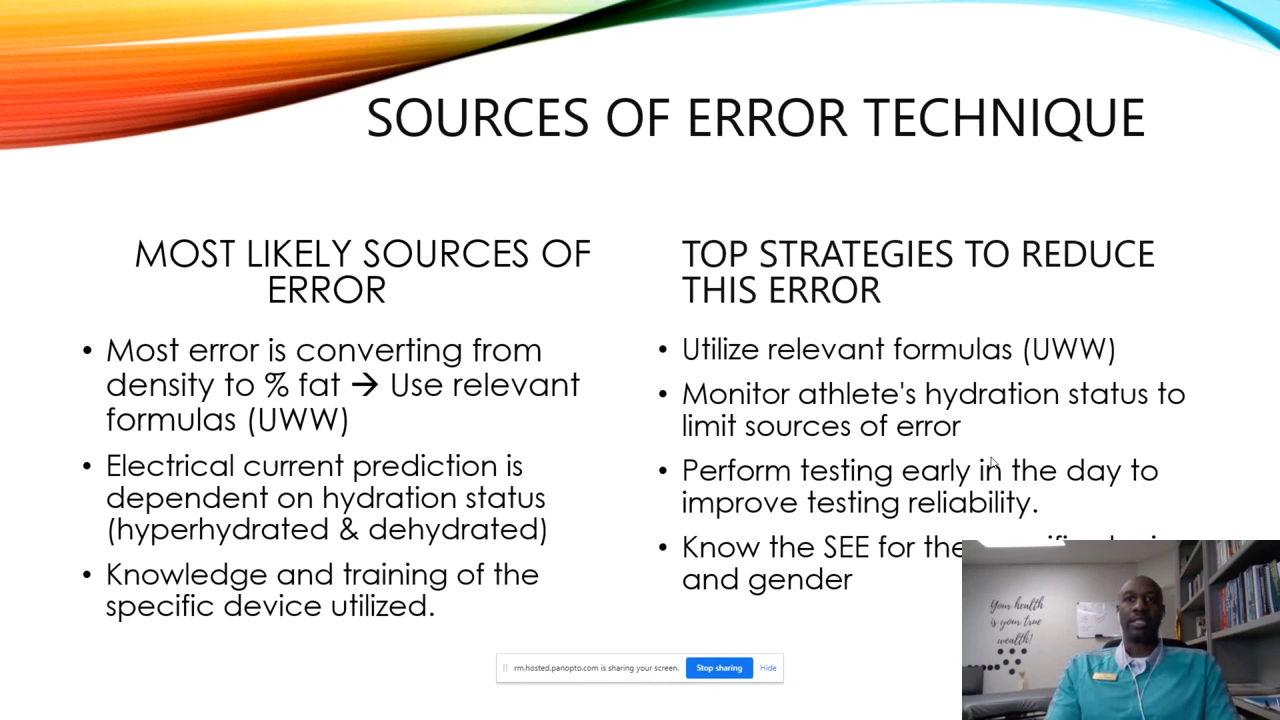 SOURCES OF ERROR TECHNIQUE
MOST LIKELY SOURCES OF
ERROR
• Most error is converting from
density to % fat → Use relevant
formulas (UWW)
• Electrical current prediction is
dependent on hydration status
(hyperhydrated & dehydrated)
• Knowledge and training of the
specific device utilized.
TOP STRATEGIES TO REDUCE
THIS ERROR
• Utilize relevant formulas (UWW)
• Monitor athlete's hydration status to
limit sources of error
• Perform testing early in the day to
improve testing reliability.
• Know the SEE for the
and gender
Your health
is your true
wealth!
rm.hosted.panopto.com is sharing your screen.
Stop sharing
Hide